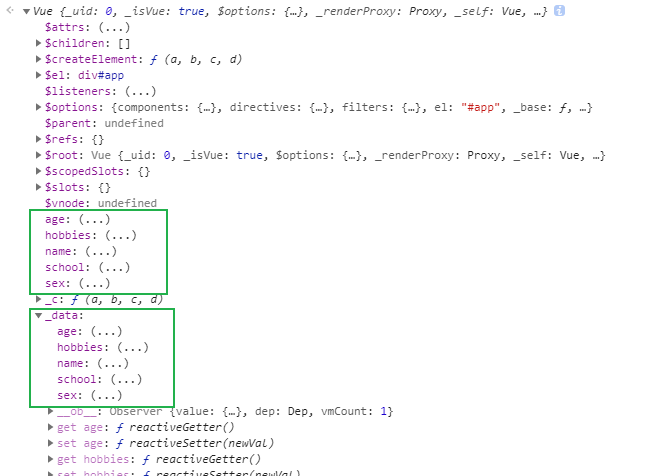 Vue {_uid: 0, _isVue: true, $options: {…}, _renderProxy: Proxy, _self: Vue, …} i
$attrs: (...)
$children: []
$createElement: ƒ (a, b, c, d)
$el: div#app
$listeners: (...)
$options: {components: {…}, directives: {…}, filters: {…}, el: "#app", _base: ƒ, …}
$parent: undefined
$refs: {}
$root: Vue {_uid: 0, _isVue: true, $options: {…}, _renderProxy: Proxy, _self: Vue, …}
$scopedSlots: {}
$slots: {}
$vnode: undefined
age: (...)
hobbies: (...)
name: (...)
school: (...)
sex: (...)
_c: ƒ (a, b, c, d)
_data:
age: (...)
hobbies: (...)
name: (...)
school: (...)
sex: (...)
__ob__: Observer {value: {…}, dep: Dep, vmCount: 1}
get age: ƒ reactiveGetter()
set age: ƒ reactiveSetter(newVal)
get hobbies: ƒ reactiveGetter()
set hobbies: ƒ reactiveSetter(newVal)